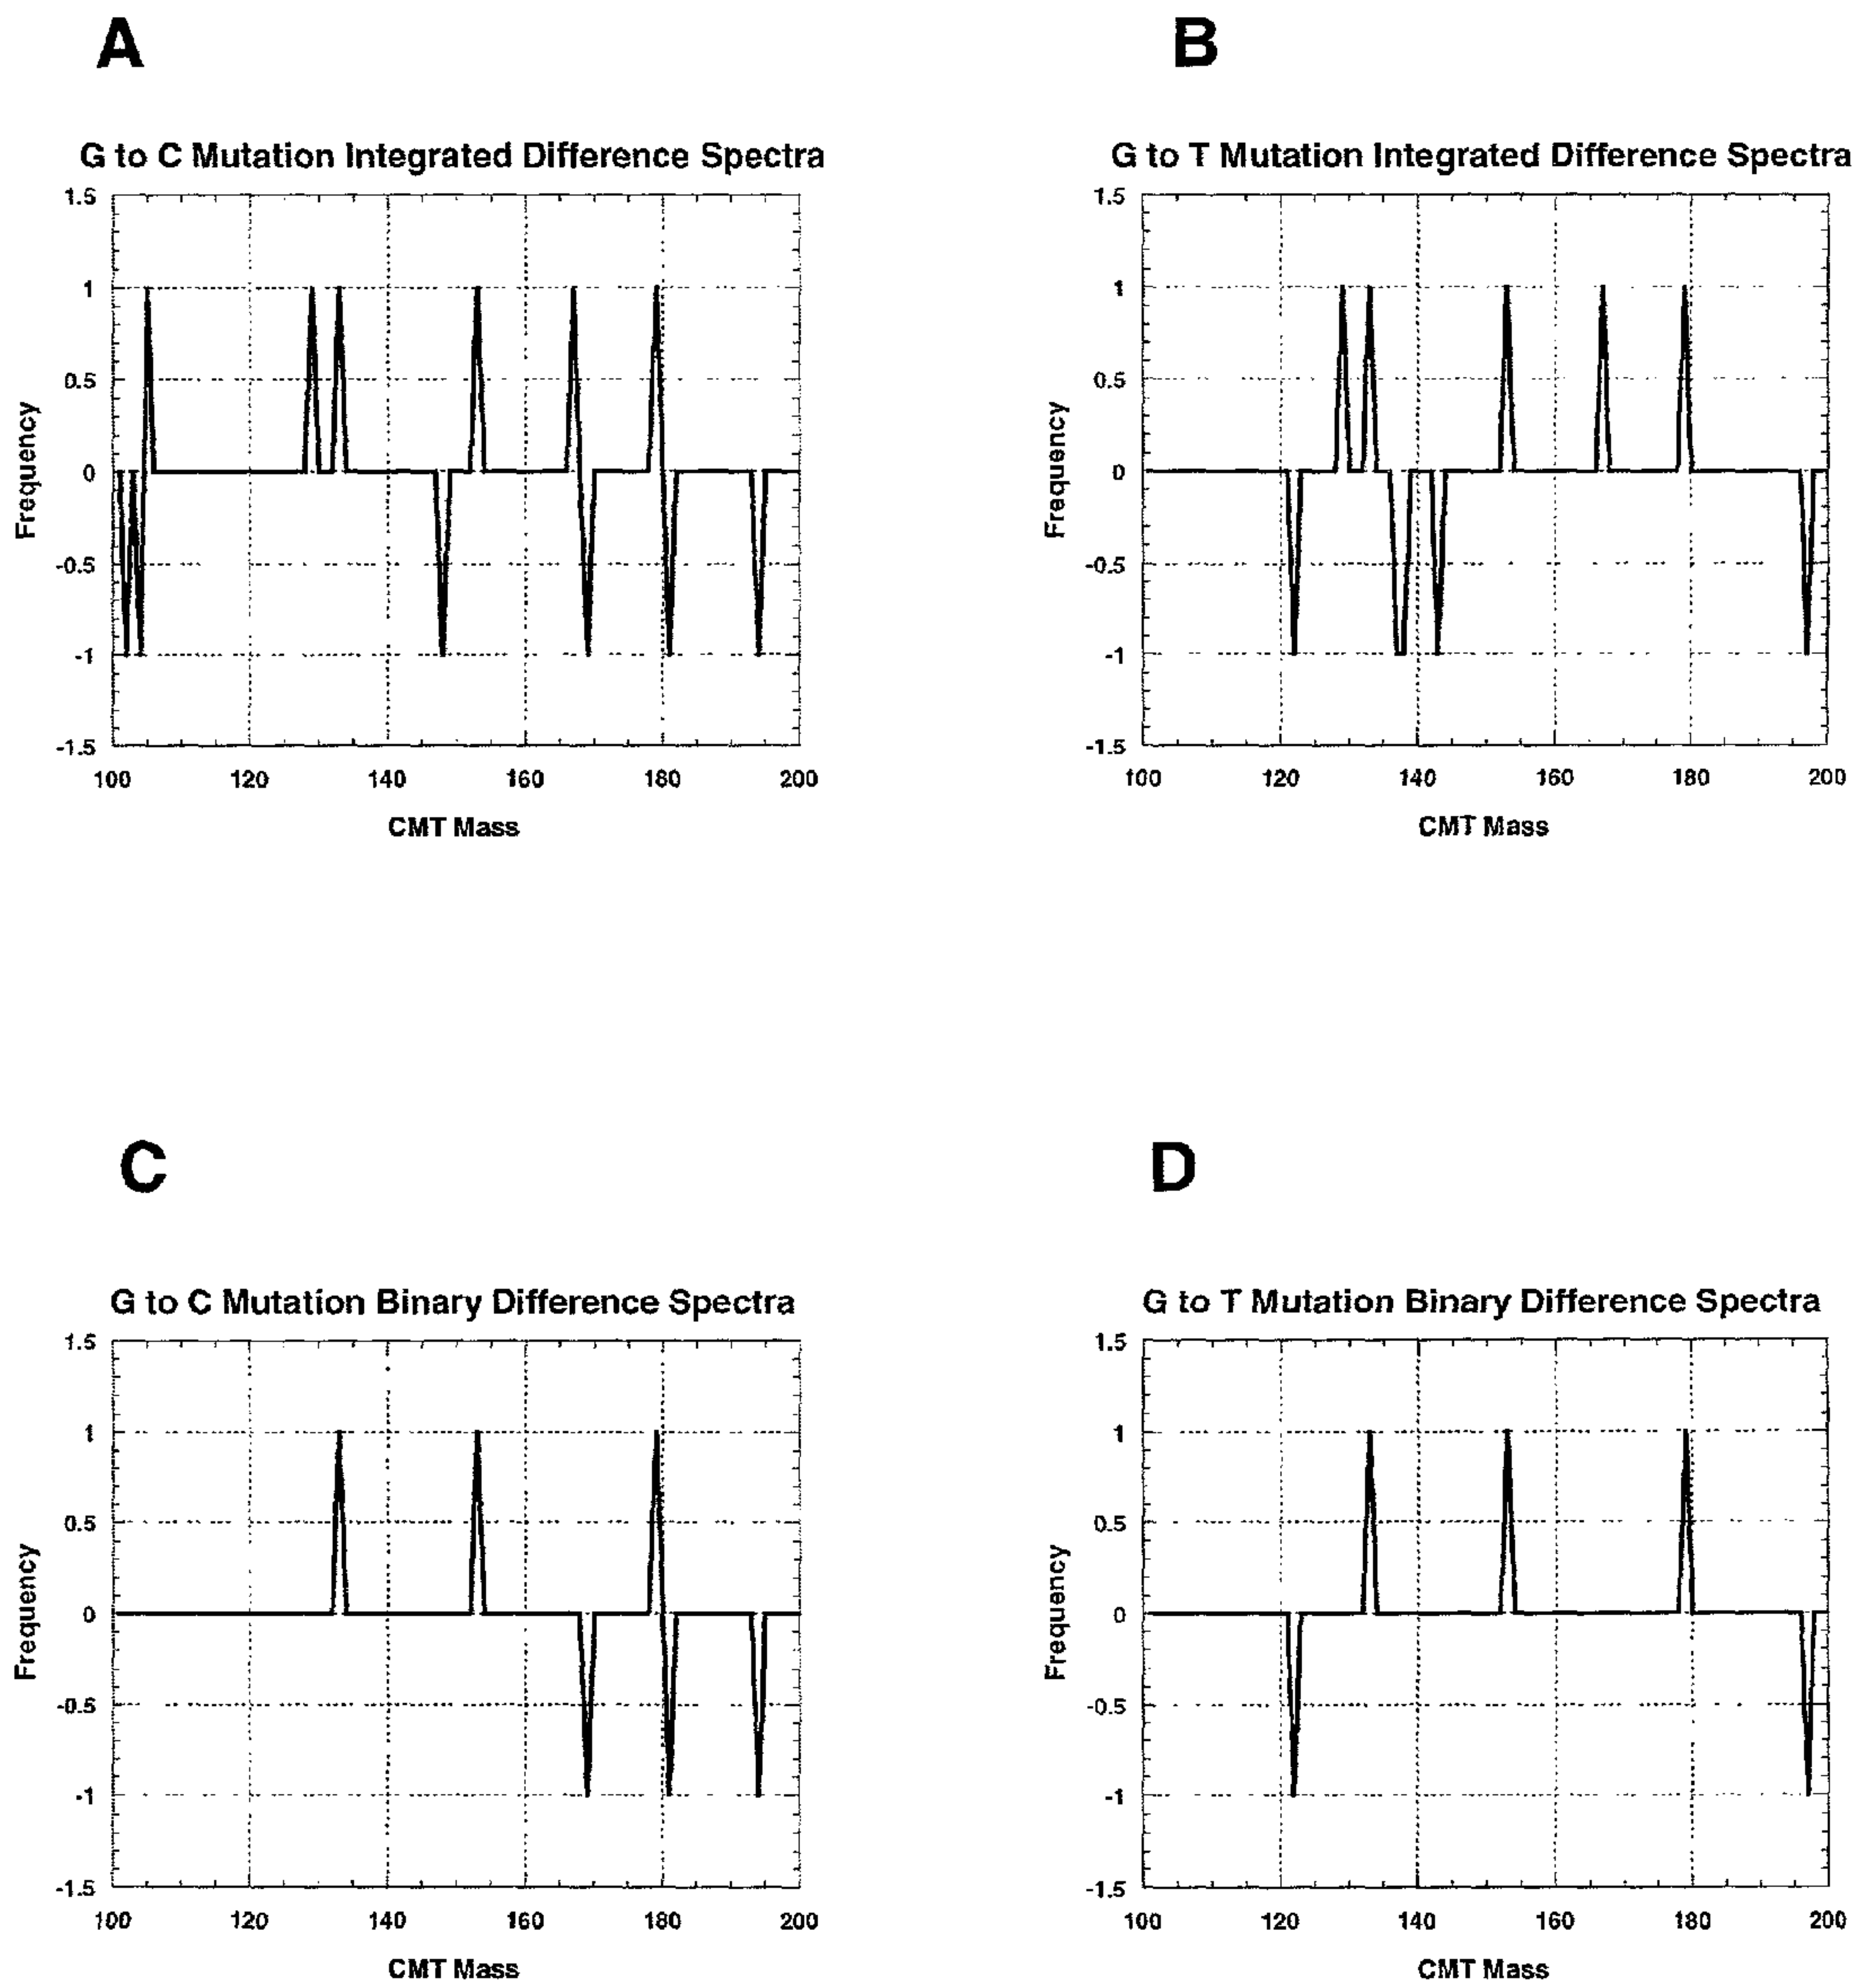 A
B
G to C Mutation Integrated Difference Spectra
1.5
1
0.5
0
-0.5
-1
-1.5
Frequency
100 120 140 160 180 200
CMT Mass
G to T Mutation Integrated Difference Spectra
1.5
1
0.5
0
-0.5
-1
-1.5
Frequency
100 120 140 160 180 200
CMT Mass
C
D
G to C Mutation Binary Difference Spectra
1.5
1
0.5
0
-0.5
-1
-1.5
Frequency
100 120 140 160 180 200
CMT Mass
G to T Mutation Binary Difference Spectra
1.5
1
0.5
0
-0.5
-1
-1.5
Frequency
100 120 140 160 180 200
CMT Mass